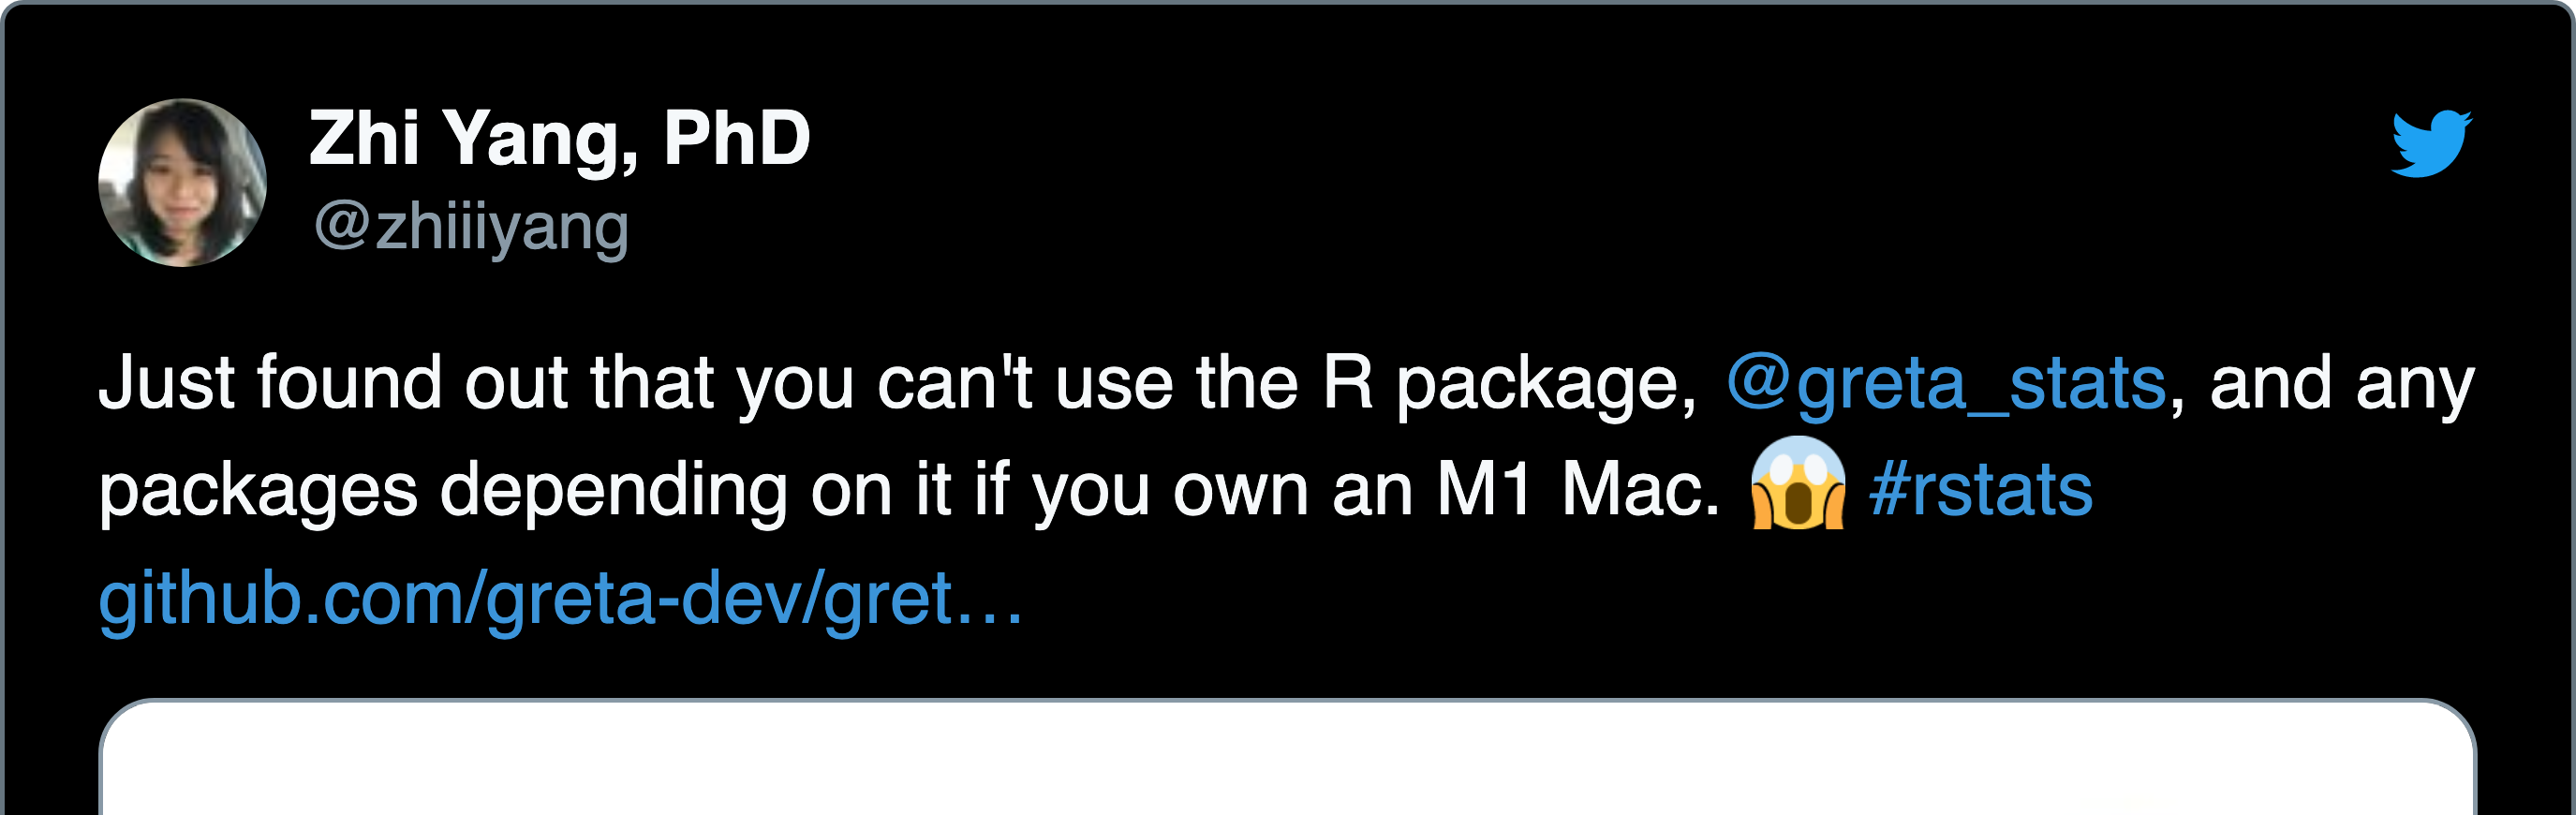 Zhi Yang, PhD
@zhiiiyang
Just found out that you can't use the R package, @greta_stats, and any
packages depending on it if you own an M1 Mac. 😱 #rstats
github.com/greta-dev/gret…